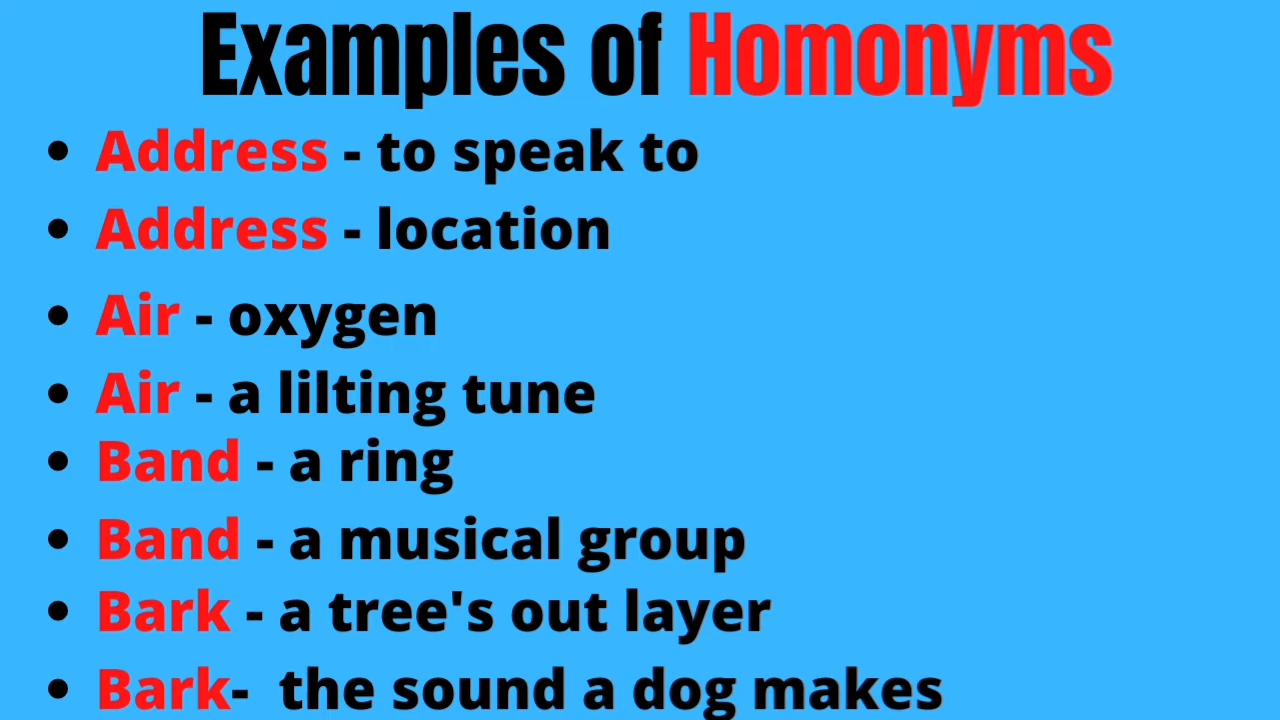 Examples of Homonyms
• Address - to speak to
• Address - location
• Air - oxygen
• Air - a lilting tune
• Band - a ring
• Band - a musical group
• Bark - a tree's out layer
• Bark-  the sound a dog makes